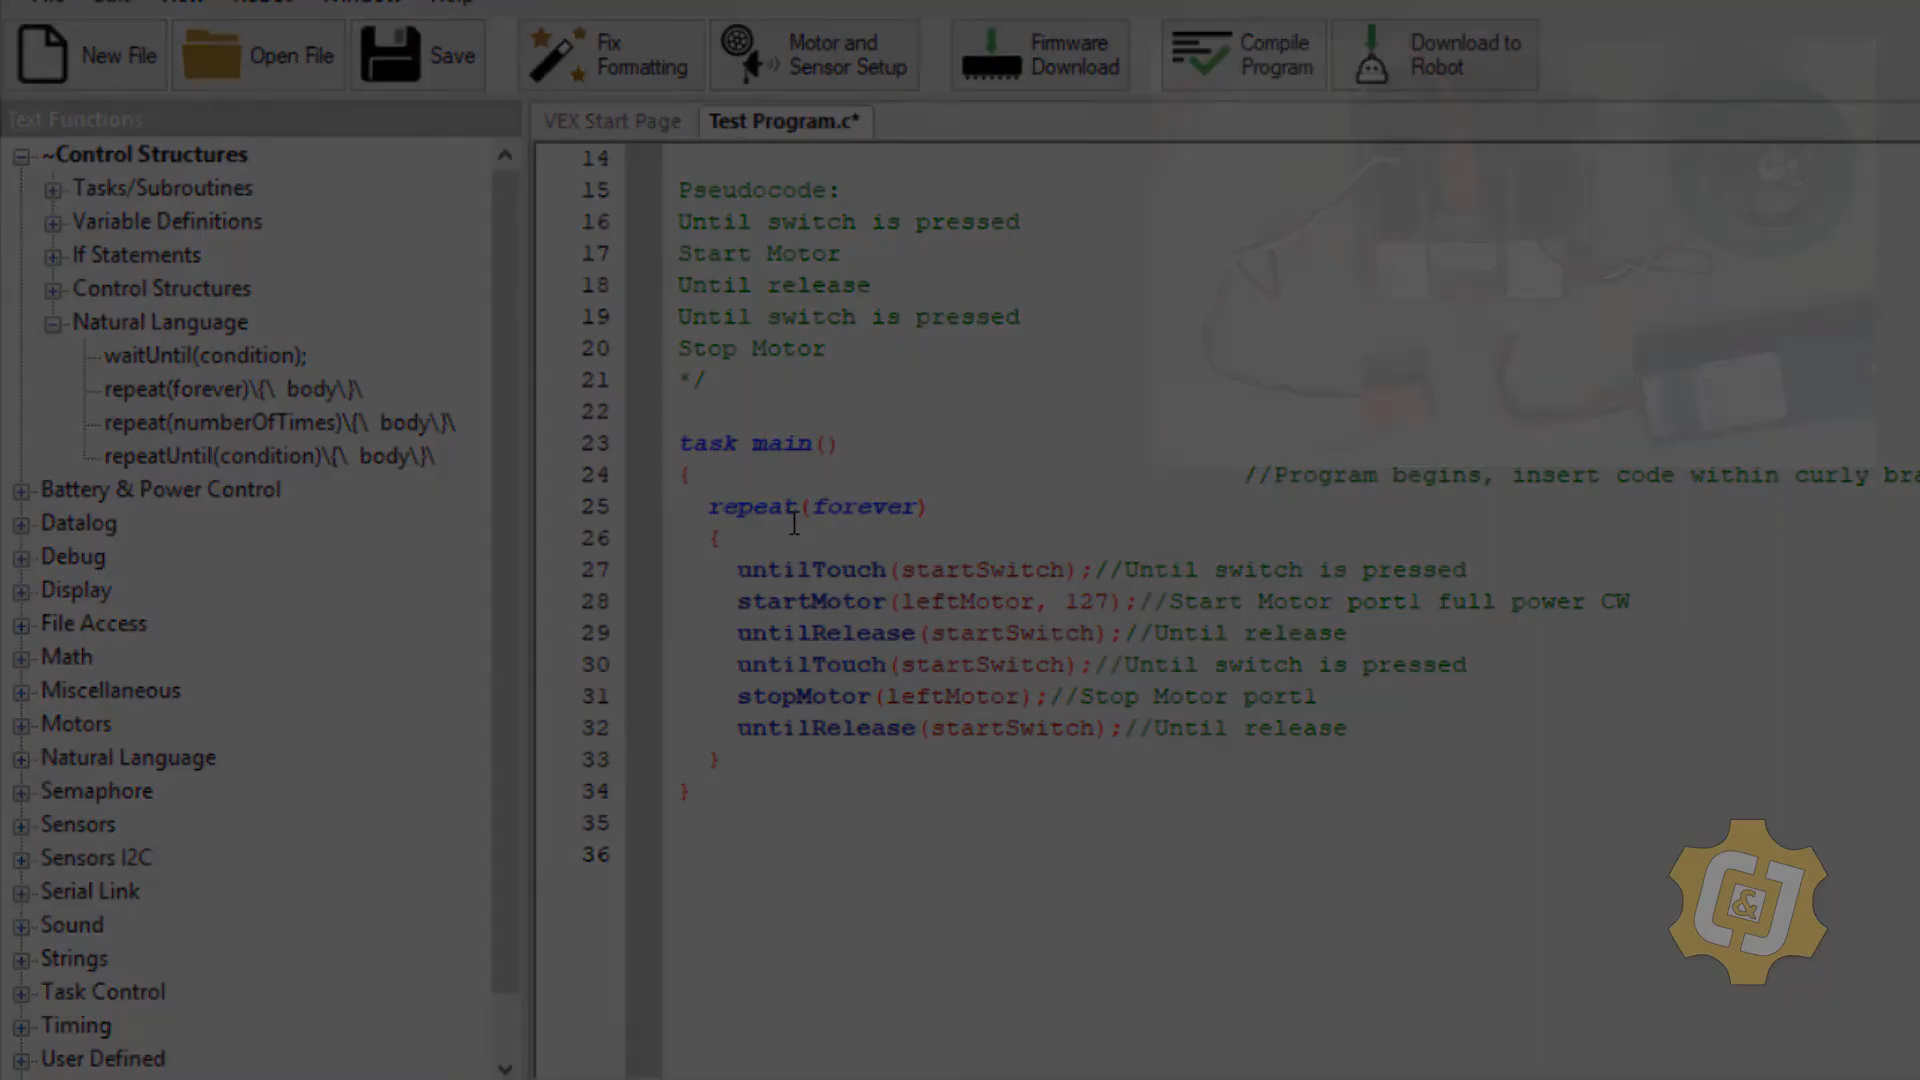 View
Window
Help
New File
Open File
Save
Fix Formatting
Motor and Sensor Setup
Firmware Download
Compile Program
Download to Robot
Text Functions
~Control Structures
Tasks/Subroutines
Variable Definitions
If Statements
Control Structures
Natural Language
waitUntil(condition);
repeat(forever)\{\ body\}\
repeat(numberOfTimes)\{\ body\}\
repeatUntil(condition)\{\ body\}\
Battery & Power Control
Datalog
Debug
Display
File Access
Math
Miscellaneous
Motors
Natural Language
Semaphore
Sensors
Sensors I2C
Serial Link
Sound
Strings
Task Control
Timing
User Defined
VEX Start Page
Test Program.c*
14
15 Pseudocode:
16 Until switch is pressed
17 Start Motor
18 Until release
19 Until switch is pressed
20 Stop Motor
21 */
22
23 task main()
24 { //Program begins, insert code within curly bra
25 repeat(forever)
26 {
27 untilTouch(startSwitch);//Until switch is pressed
28 startMotor(leftMotor, 127);//Start Motor port1 full power CW
29 untilRelease(startSwitch);//Until release
30 untilTouch(startSwitch);//Until switch is pressed
31 stopMotor(leftMotor);//Stop Motor port1
32 untilRelease(startSwitch);//Until release
33 }
34 }
35
36
C&J